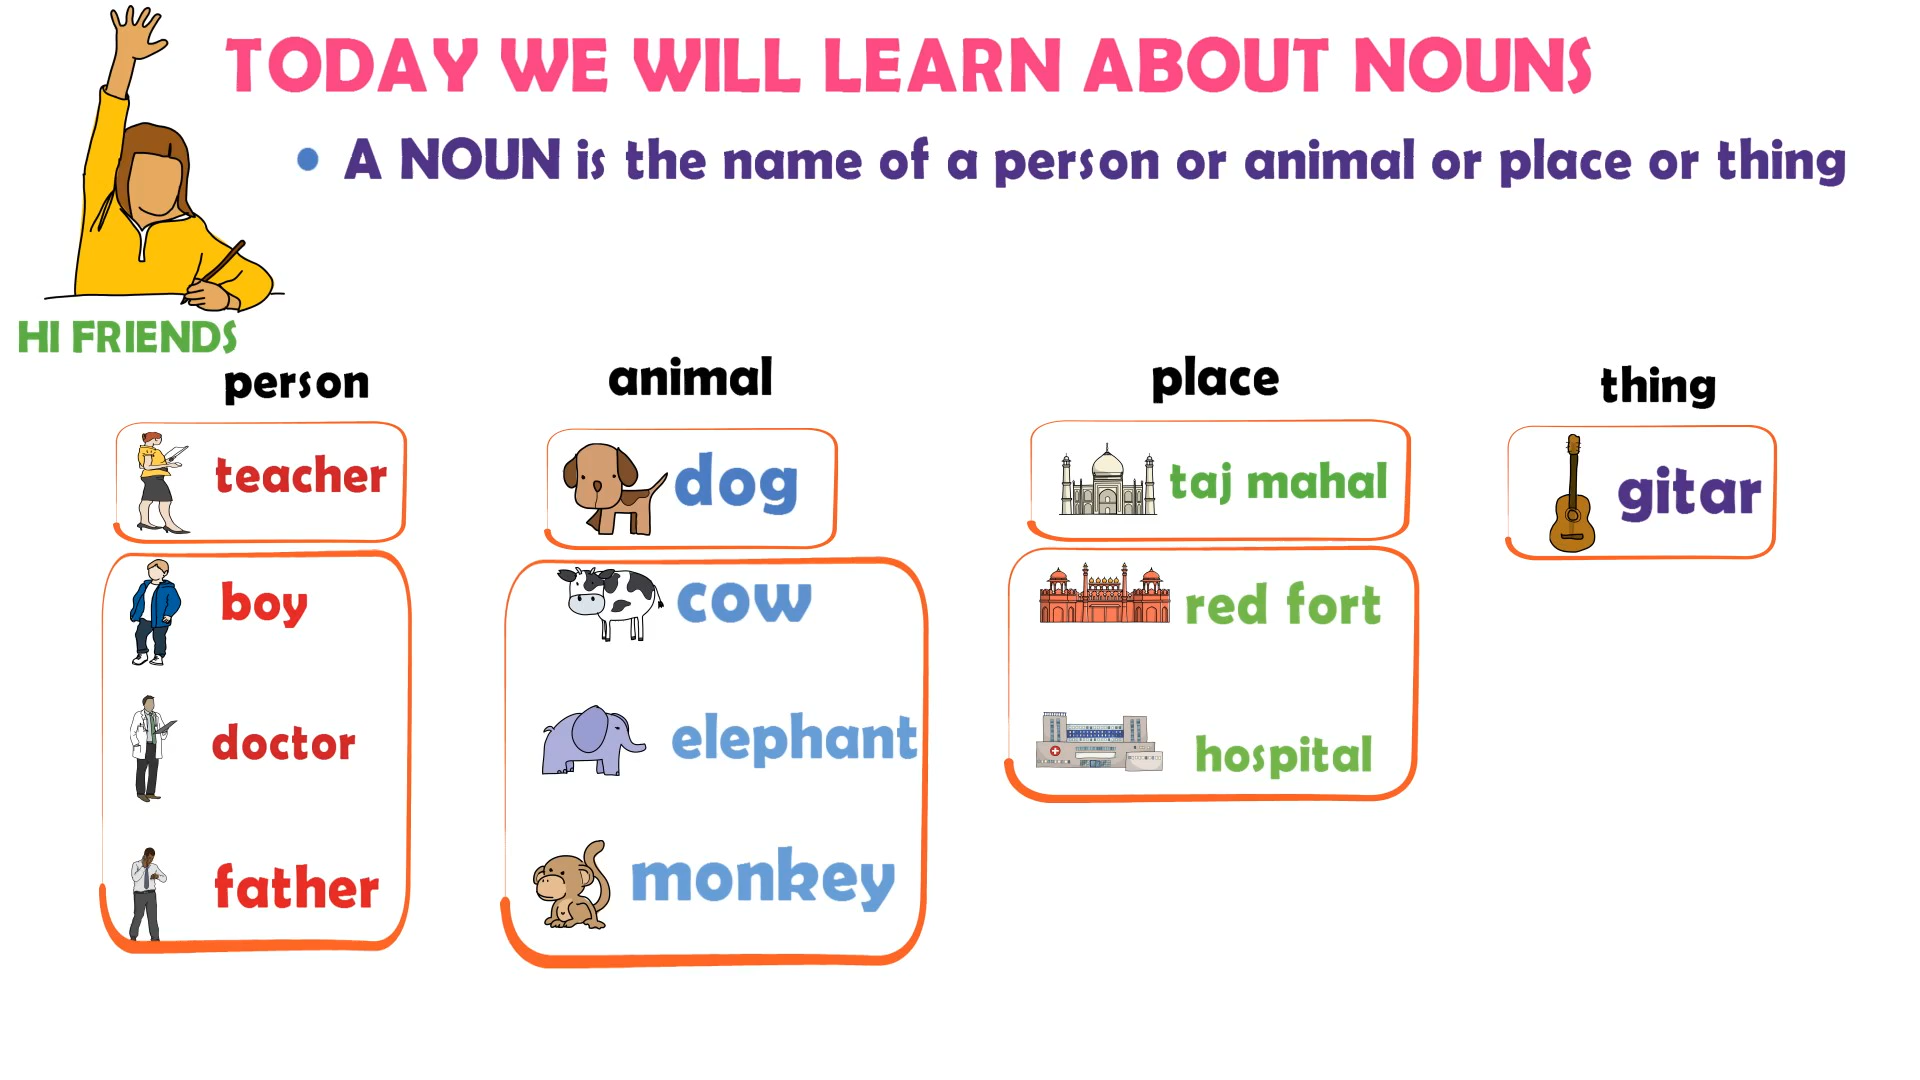 TODAY WE WILL LEARN ABOUT NOUNS
• A NOUN is the name of a person or animal or place or thing
HI FRIENDS
person
teacher
boy
doctor
father
animal
dog
cow
elephant
monkey
place
taj mahal
red fort
hospital
thing
gitar